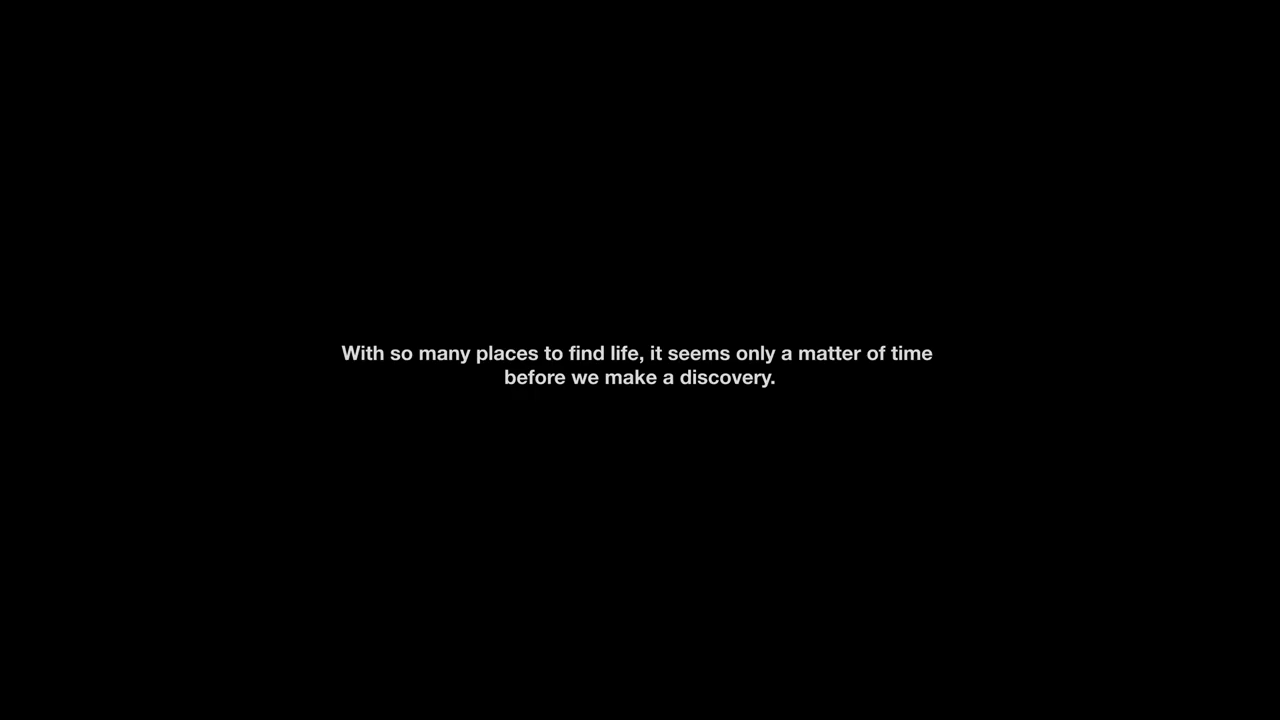 With so many places to find life, it seems only a matter of time
before we make a discovery.